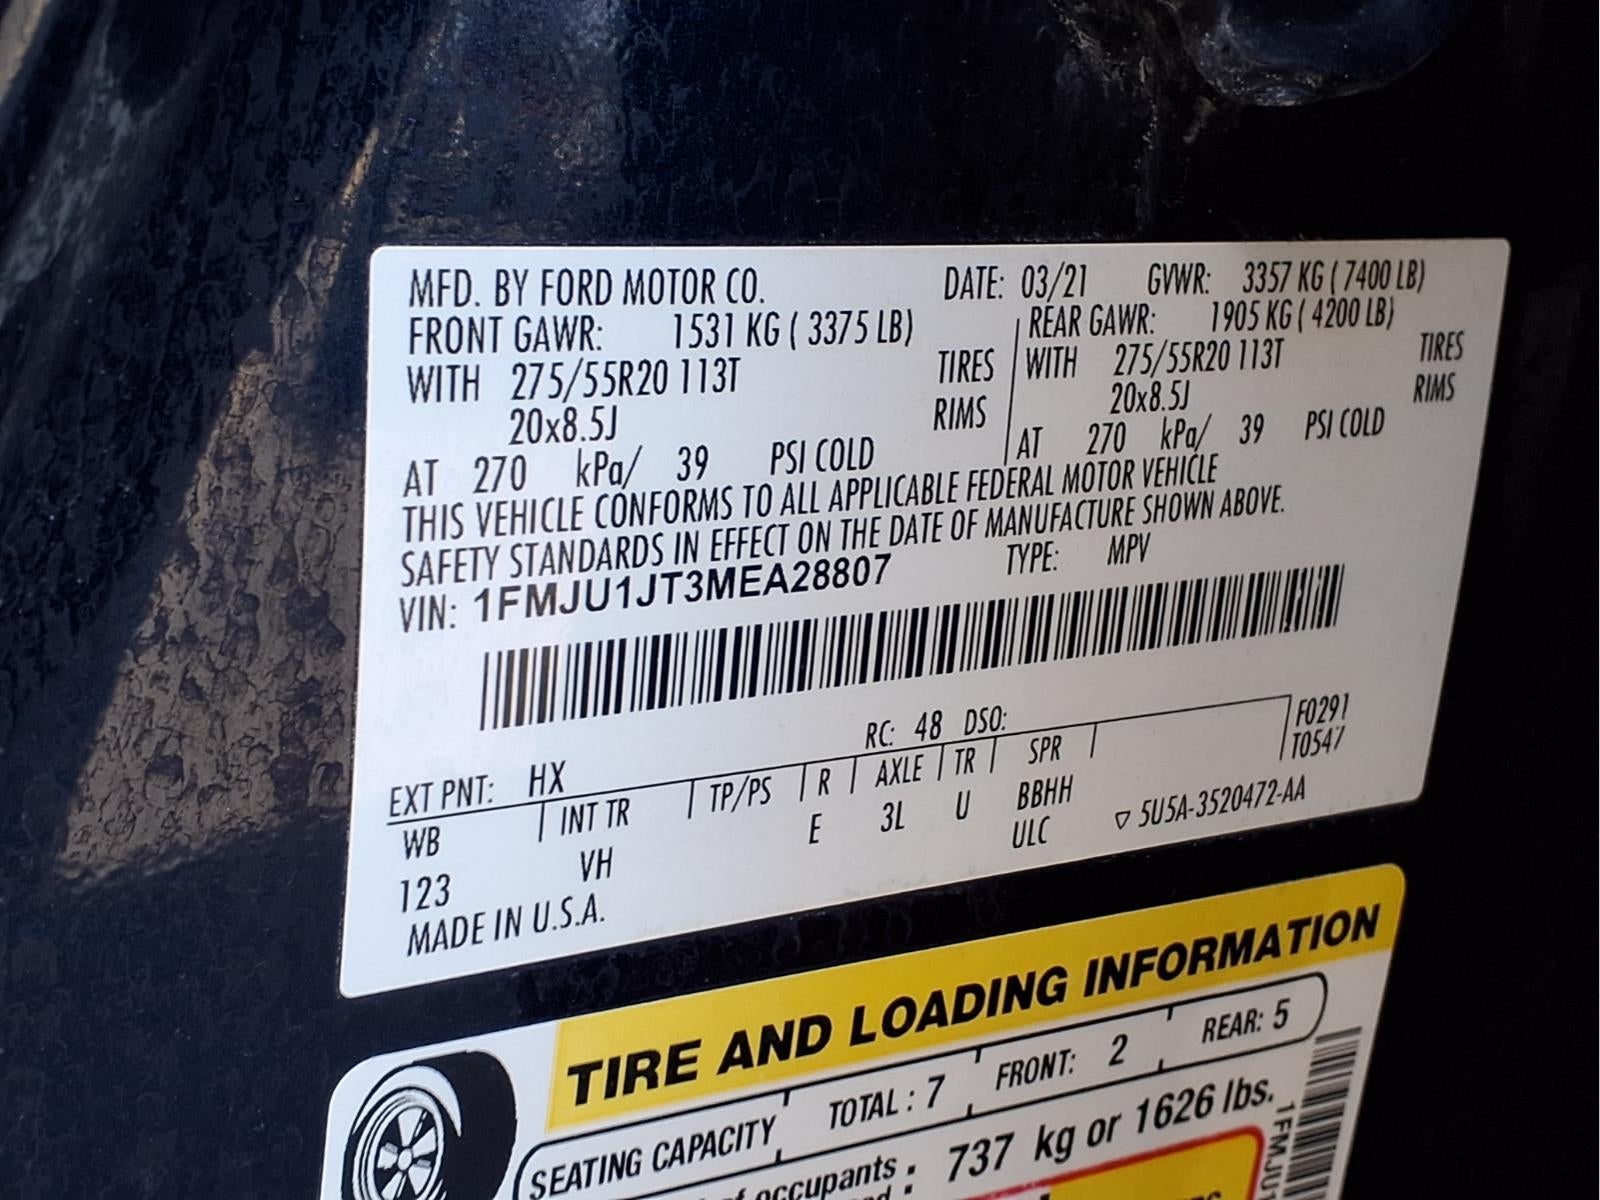 MFD. BY FORD MOTOR CO. DATE: 03/21 GVWR: 3357 KG ( 7400 LB)
FRONT GAWR: 1531 KG ( 3375 LB) REAR GAWR: 1905 KG ( 4200 LB)
WITH 275/55R20 113T TIRES WITH 275/55R20 113T TIRES
20x8.5J RIMS 20x8.5J RIMS
AT 270 kPa/ 39 PSI COLD AT 270 kPa/ 39 PSI COLD
THIS VEHICLE CONFORMS TO ALL APPLICABLE FEDERAL MOTOR VEHICLE
SAFETY STANDARDS IN EFFECT ON THE DATE OF MANUFACTURE SHOWN ABOVE.
VIN: 1FMJU1JT3MEA28807 TYPE: MPV
EXT PNT: HX RC: 48 DSO: F0291
WB INT TR TP/PS R AXLE TR SPR T0547
123 VH E 3L U BBHH
ULC ▽ 5U5A-3520472-AA
MADE IN U.S.A.
TIRE AND LOADING INFORMATION
SEATING CAPACITY TOTAL : 7 FRONT: 2 REAR: 5
of occupants : 737 kg or 1626 lbs.
1FMJU1